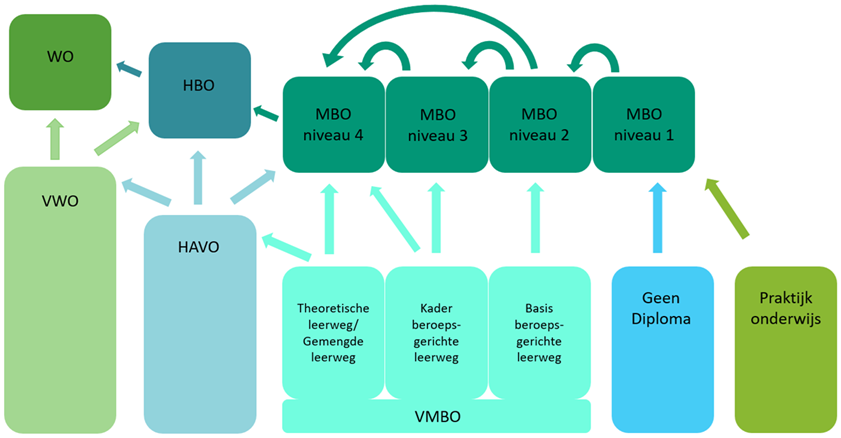 WO
HBO
MBO
niveau 4
MBO
niveau 3
MBO
niveau 2
MBO
niveau 1
VWO
HAVO
Theoretische
leerweg/
Gemengde
leerweg
Kader
beroeps-
gerichte
leerweg
Basis
beroeps-
gerichte
leerweg
Geen
Diploma
Praktijk
onderwijs
VMBO